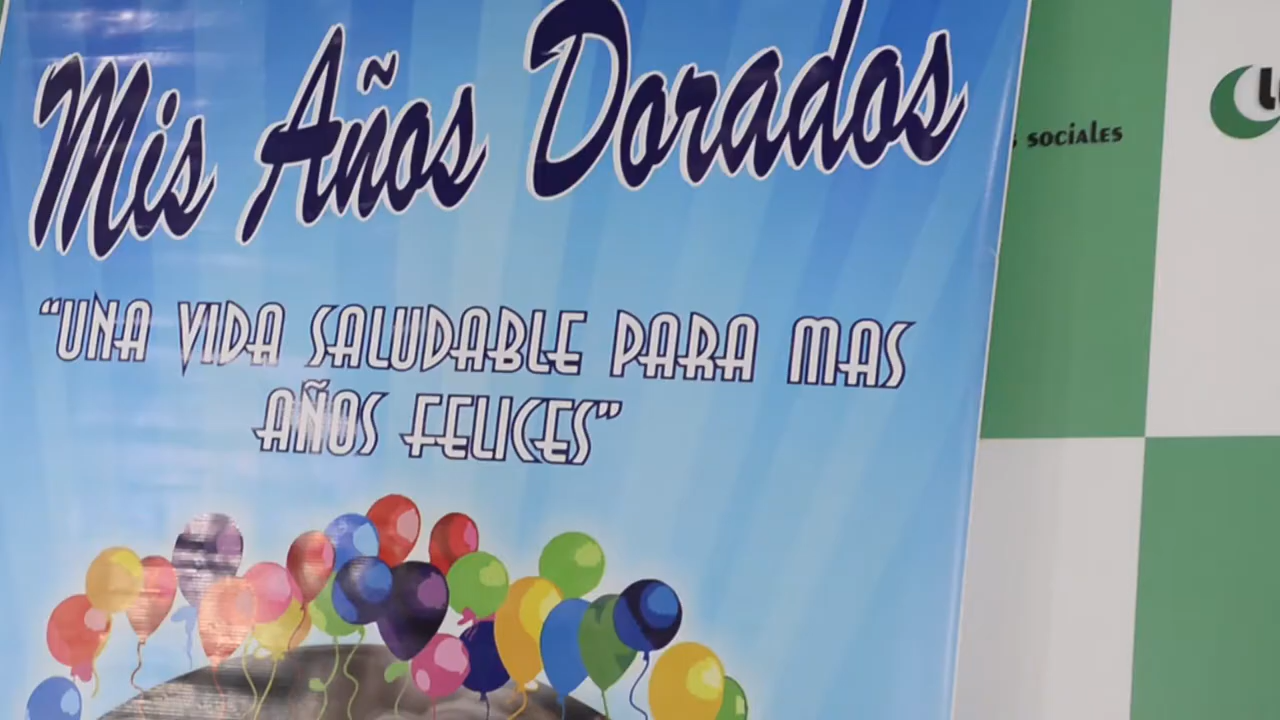 Mis Años Dorados
“UNA VIDA SALUDABLE PARA MAS
AÑOS FELICES”
sociales